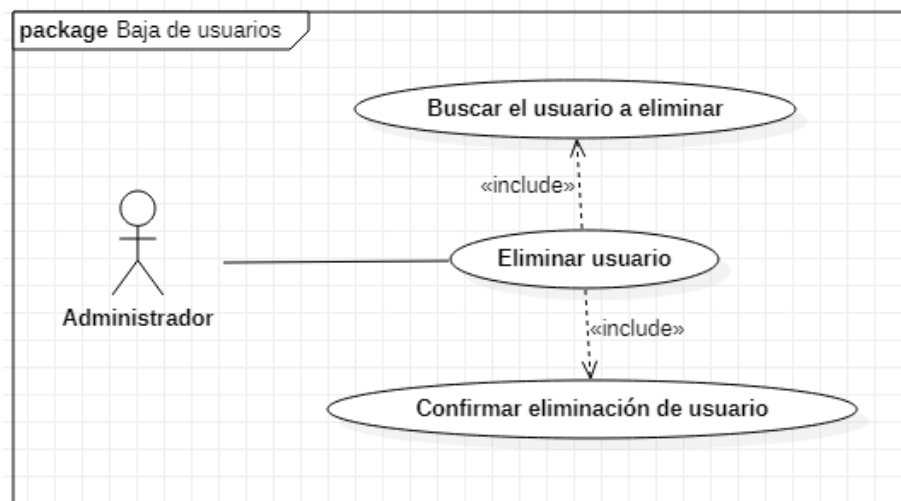 package Baja de usuarios
Buscar el usuario a eliminar
«include»
Eliminar usuario
Administrador
«include»
Confirmar eliminación de usuario